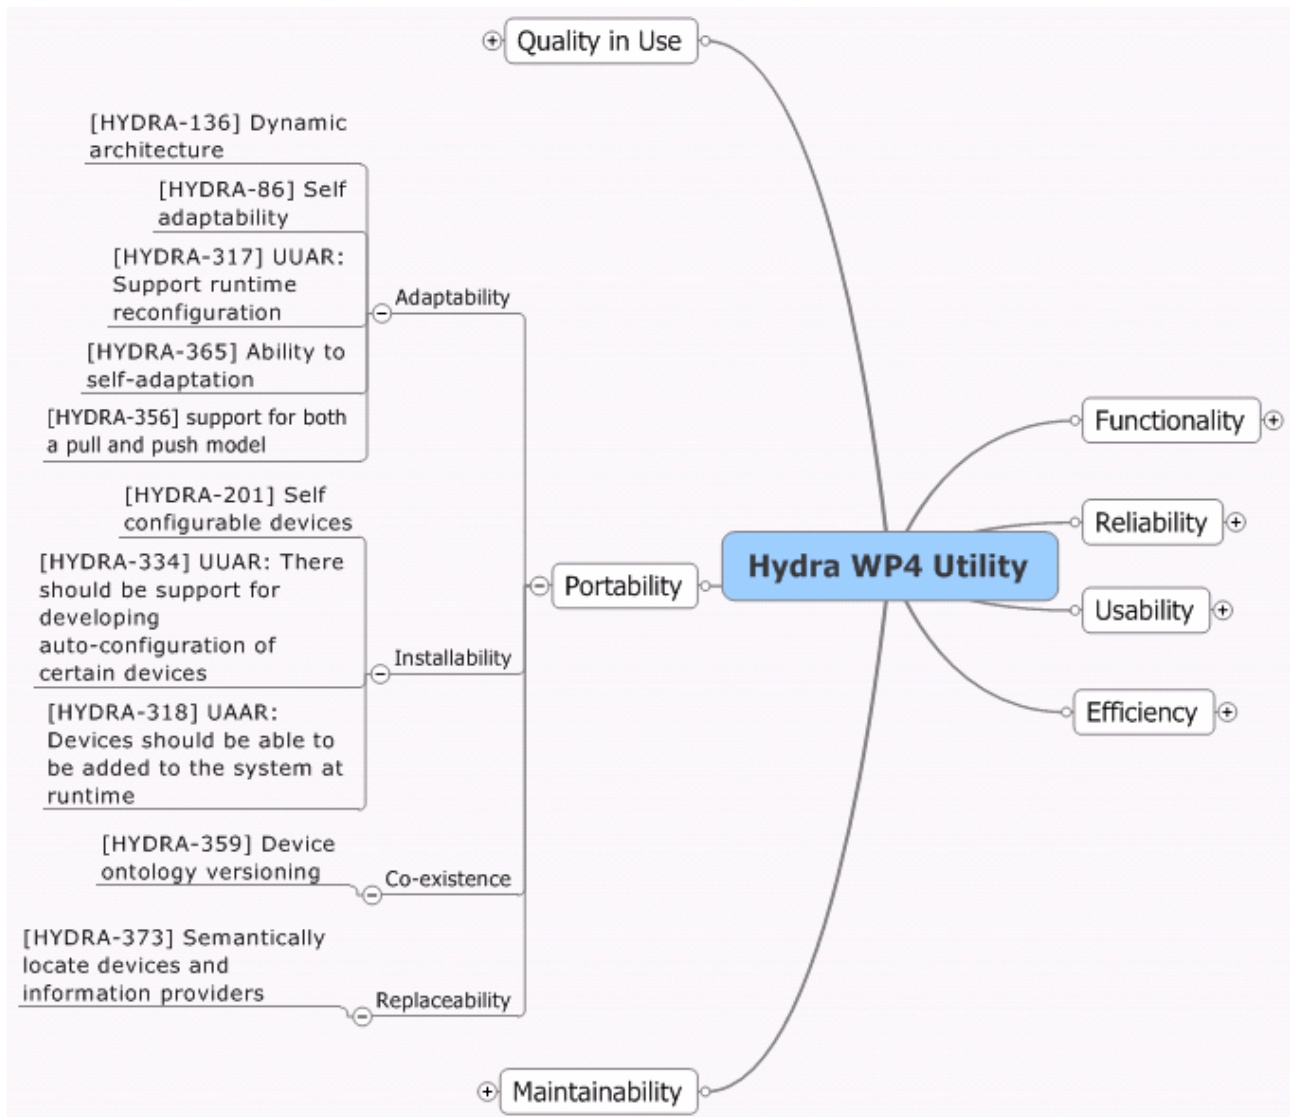 Quality in Use
[HYDRA-136] Dynamic
architecture
[HYDRA-86] Self
adaptability
[HYDRA-317] UUAR:
Support runtime
reconfiguration
[HYDRA-365] Ability to
self-adaptation
[HYDRA-356] support for both
a pull and push model
Adaptability
[HYDRA-201] Self
configurable devices
[HYDRA-334] UUAR: There
should be support for
developing
auto-configuration of
certain devices
[HYDRA-318] UAAR:
Devices should be able to
be added to the system at
runtime
Installability
[HYDRA-359] Device
ontology versioning
Co-existence
[HYDRA-373] Semantically
locate devices and
information providers
Replaceability
Portability
Maintainability
Hydra WP4 Utility
Functionality
Reliability
Usability
Efficiency